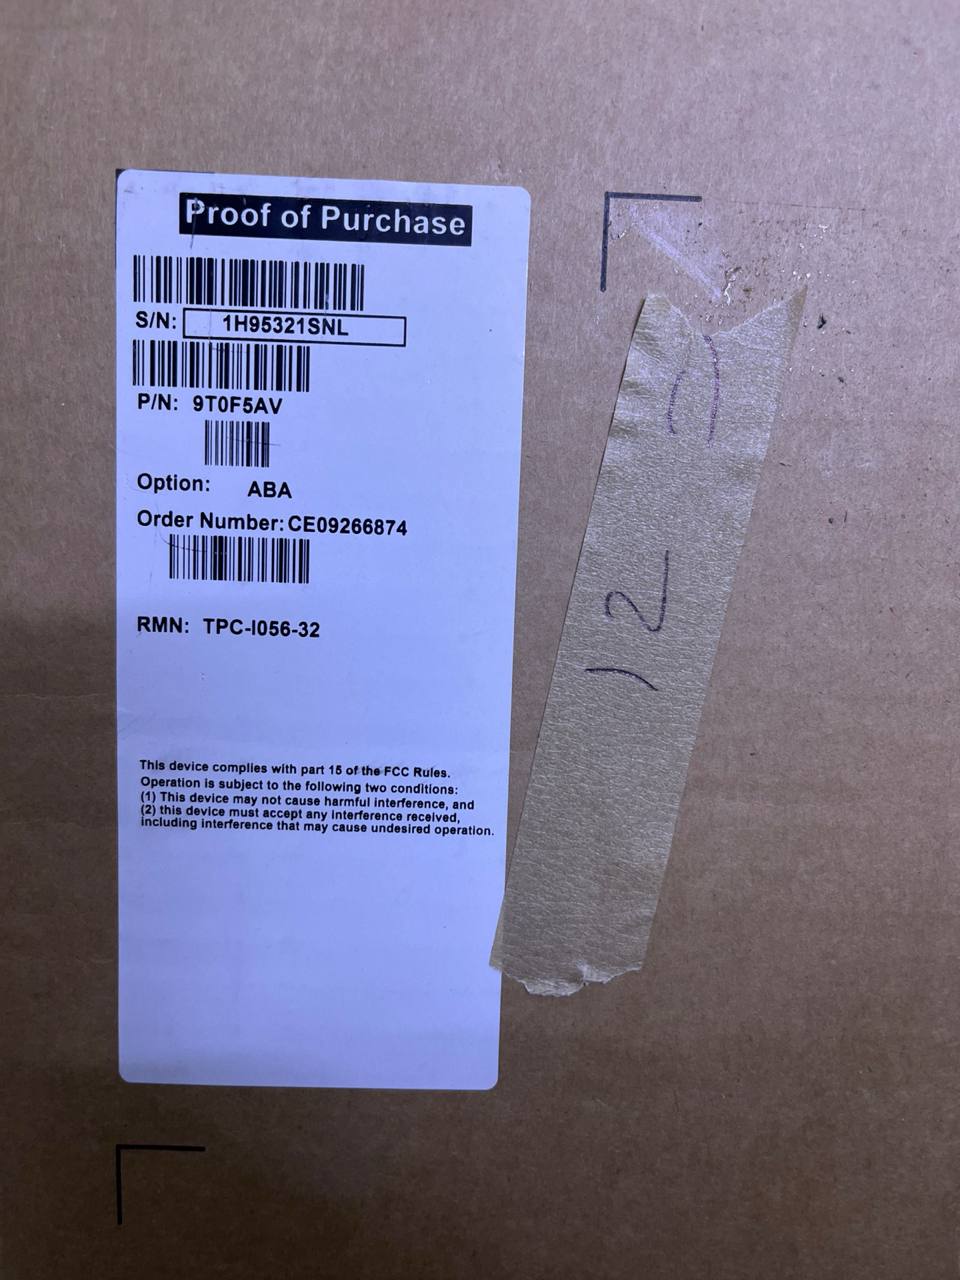 Proof of Purchase
S/N: 1H95321SNL
P/N: 9T0F5AV
Option: ABA
Order Number: CE09266874
RMN: TPC-I056-32
This device complies with part 15 of the FCC Rules.
Operation is subject to the following two conditions:
(1) This device may not cause harmful interference, and
(2) this device must accept any interference received,
including interference that may cause undesired operation.
12